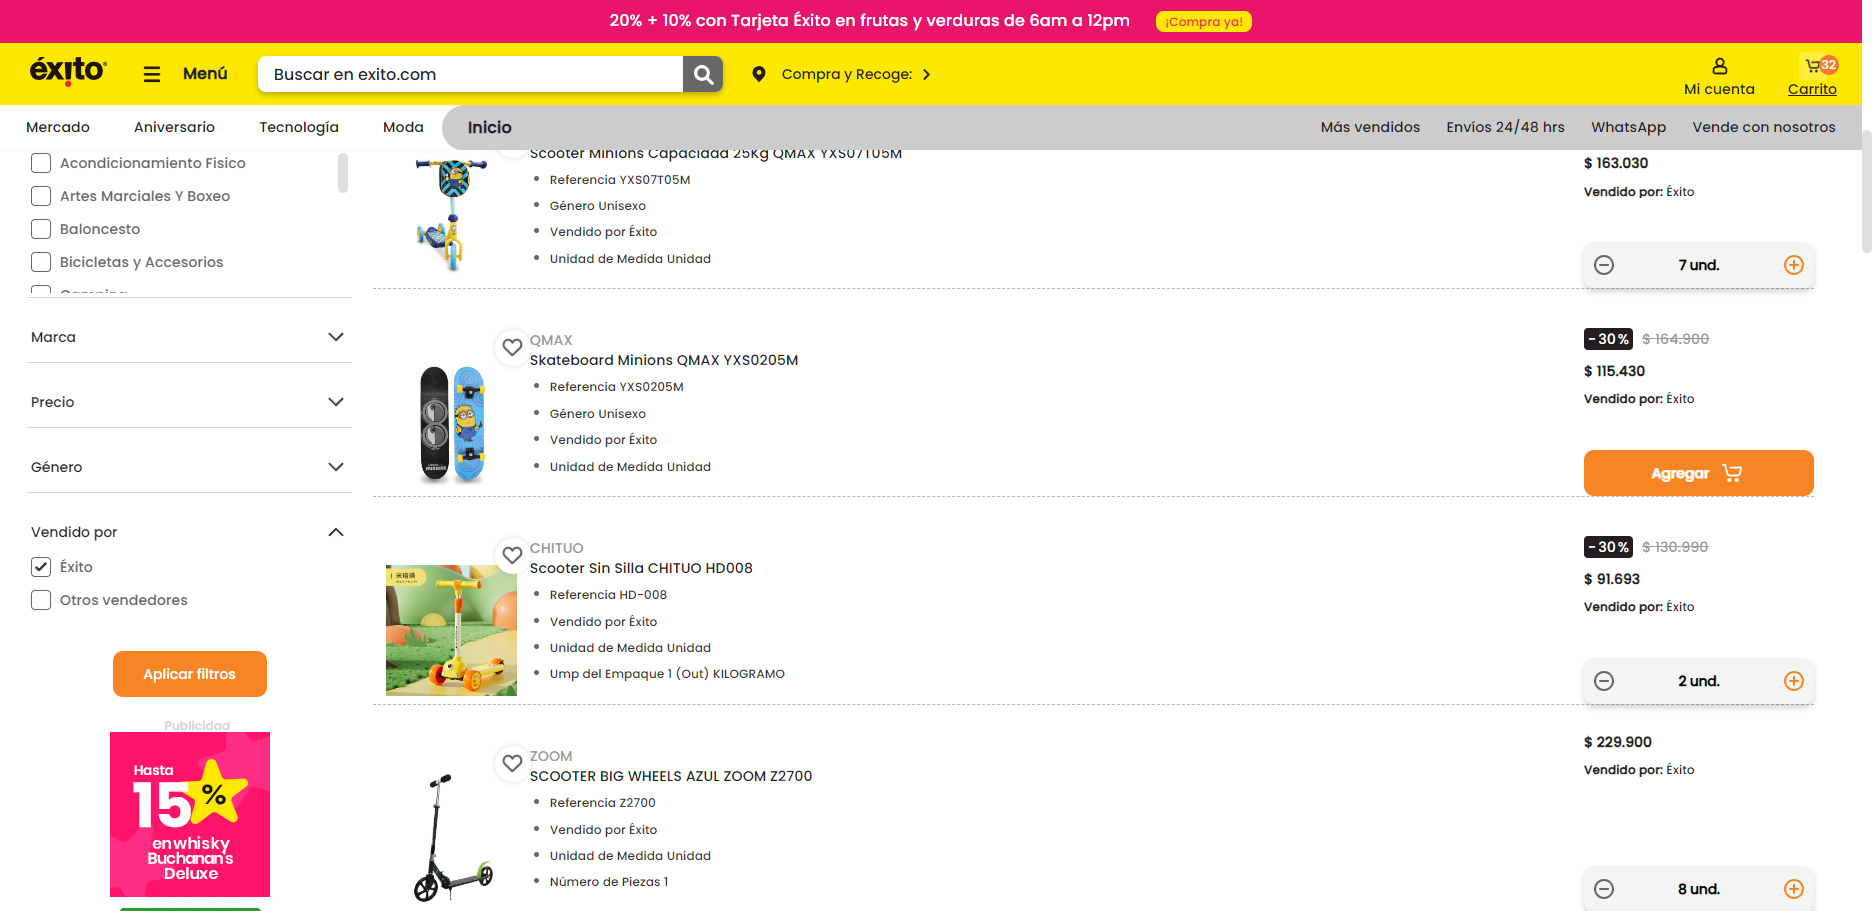 20% + 10% con Tarjeta Éxito en frutas y verduras de 6am a 12pm
¡Compra ya!
éxito
Menú
Buscar en exito.com
Compra y Recoge:
Mi cuenta
32
Carrito
Mercado
Aniversario
Tecnología
Moda
Inicio
Más vendidos
Envíos 24/48 hrs
WhatsApp
Vende con nosotros
Acondicionamiento Fisico
Artes Marciales Y Boxeo
Baloncesto
Bicicletas y Accesorios
Camping
Marca
Precio
Género
Vendido por
Éxito
Otros vendedores
Aplicar filtros
Publicidad
Hasta
15%
en whisky
Buchanan's
Deluxe
Scooter Minions Capacidad 25Kg QMAX YXS07T05M
Referencia YXS07T05M
Género Unisexo
Vendido por Éxito
Unidad de Medida Unidad
$ 163.030
Vendido por: Éxito
7 und.
QMAX
Skateboard Minions QMAX YXS0205M
Referencia YXS0205M
Género Unisexo
Vendido por Éxito
Unidad de Medida Unidad
-30%
$ 164.900
$ 115.430
Vendido por: Éxito
Agregar
CHITUO
Scooter Sin Silla CHITUO HD008
Referencia HD-008
Vendido por Éxito
Unidad de Medida Unidad
Ump del Empaque 1 (Out) KILOGRAMO
-30%
$ 130.990
$ 91.693
Vendido por: Éxito
2 und.
ZOOM
SCOOTER BIG WHEELS AZUL ZOOM Z2700
Referencia Z2700
Vendido por Éxito
Unidad de Medida Unidad
Número de Piezas 1
$ 229.900
Vendido por: Éxito
8 und.